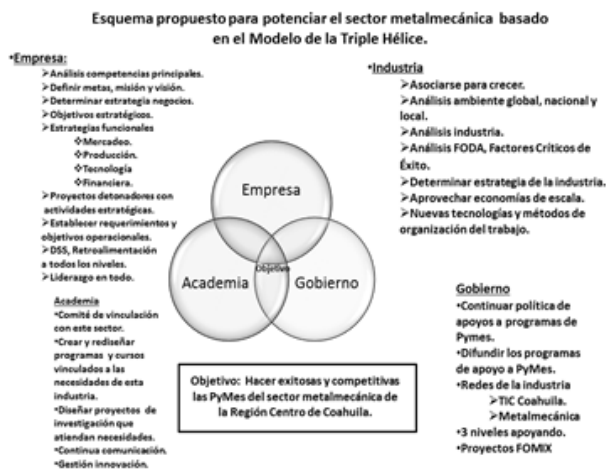 Esquema propuesto para potenciar el sector metalmecánica basado
en el Modelo de la Triple Hélice.
•Empresa:
➢Análisis competencias principales.
➢Definir metas, misión y visión.
➢Determinar estrategia negocios.
➢Objetivos estratégicos.
➢Estrategias funcionales
❖Mercadeo.
❖Producción.
❖Tecnología
❖Financiera.
➢Proyectos detonadores con
actividades estratégicas.
➢Establecer requerimientos y
objetivos operacionales.
➢DSS, Retroalimentación
a todos los niveles.
➢Liderazgo en todo.
•Industria
➢Asociarse para crecer.
➢Análisis ambiente global, nacional y
local.
➢Análisis industria.
➢Análisis FODA, Factores Críticos de
Éxito.
➢Determinar estrategia de la industria.
➢Aprovechar economías de escala.
➢Nuevas tecnologías y métodos de
organización del trabajo.
Empresa
Academia
Objetivo
Gobierno
Academia
•Comité de vinculación
con este sector.
•Crear y rediseñar
programas y cursos
vinculados a las
necesidades de esta
industria.
•Diseñar proyectos de
investigación que
atiendan necesidades.
•Continua comunicación.
•Gestión innovación.
Objetivo: Hacer exitosas y competitivas
las PyMes del sector metalmecánica de
la Región Centro de Coahuila.
Gobierno
•Continuar política de
apoyos a programas de
Pymes.
•Difundir los programas
de apoyo a PyMes.
•Redes de la industria
➢TIC Coahuila.
➢Metalmecánica
•3 niveles apoyando.
•Proyectos FOMIX